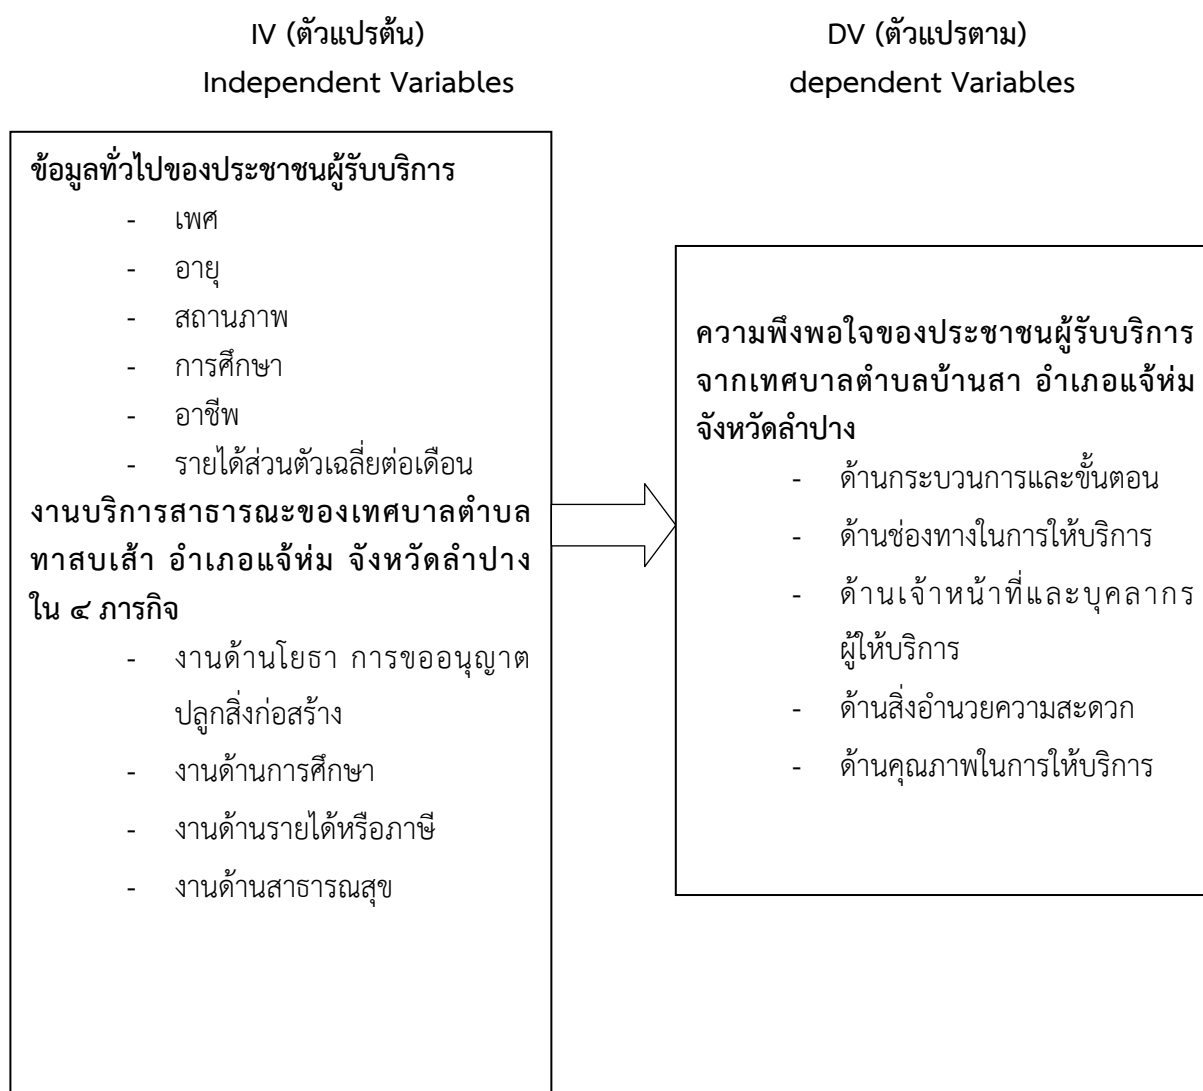 IV (ตัวแปรต้น)
Independent Variables
DV (ตัวแปรตาม)
dependent Variables
ข้อมูลทั่วไปของประชาชนผู้รับบริการ
- เพศ
- อายุ
- สถานภาพ
- การศึกษา
- อาชีพ
- รายได้ส่วนตัวเฉลี่ยต่อเดือน
งานบริการสาธารณะของเทศบาลตำบล
ทาสบเส้า อำเภอแจ้ห่ม จังหวัดลำปาง
ใน ๔ ภารกิจ
- งานด้านโยธา การขออนุญาต
ปลูกสิ่งก่อสร้าง
- งานด้านการศึกษา
- งานด้านรายได้หรือภาษี
- งานด้านสาธารณสุข
ความพึงพอใจของประชาชนผู้รับบริการ
จากเทศบาลตำบลบ้านสา อำเภอแจ้ห่ม
จังหวัดลำปาง
- ด้านกระบวนการและขั้นตอน
- ด้านช่องทางในการให้บริการ
- ด้านเจ้าหน้าที่และบุคลากร
ผู้ให้บริการ
- ด้านสิ่งอำนวยความสะดวก
- ด้านคุณภาพในการให้บริการ